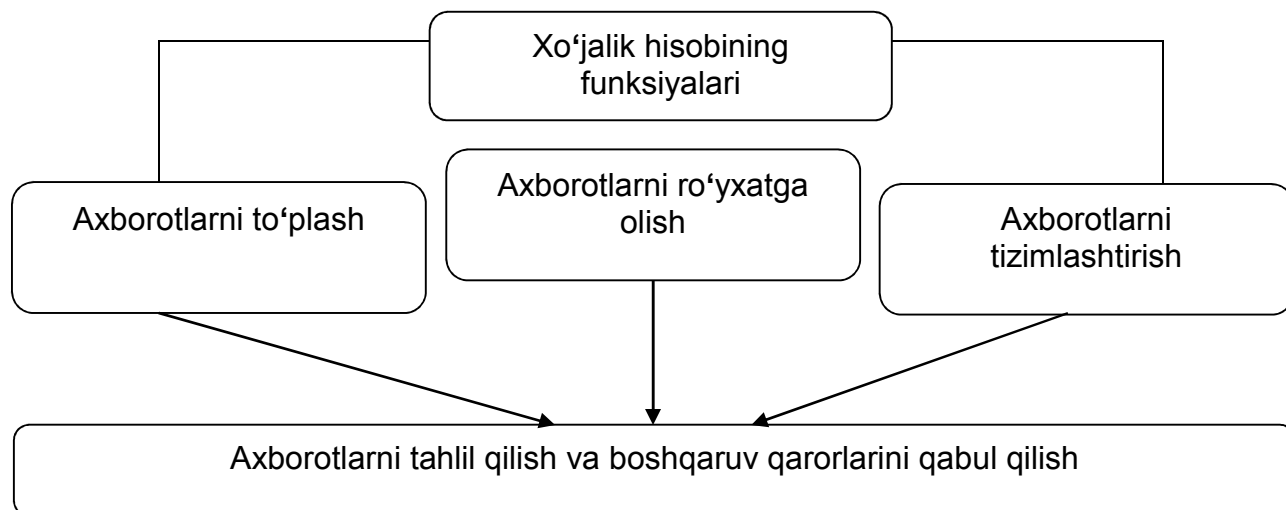 Xo‘jalik hisobining
funksiyalari
Axborotlarni to‘plash
Axborotlarni ro‘yxatga
olish
Axborotlarni
tizimlashtirish
Axborotlarni tahlil qilish va boshqaruv qarorlarini qabul qilish